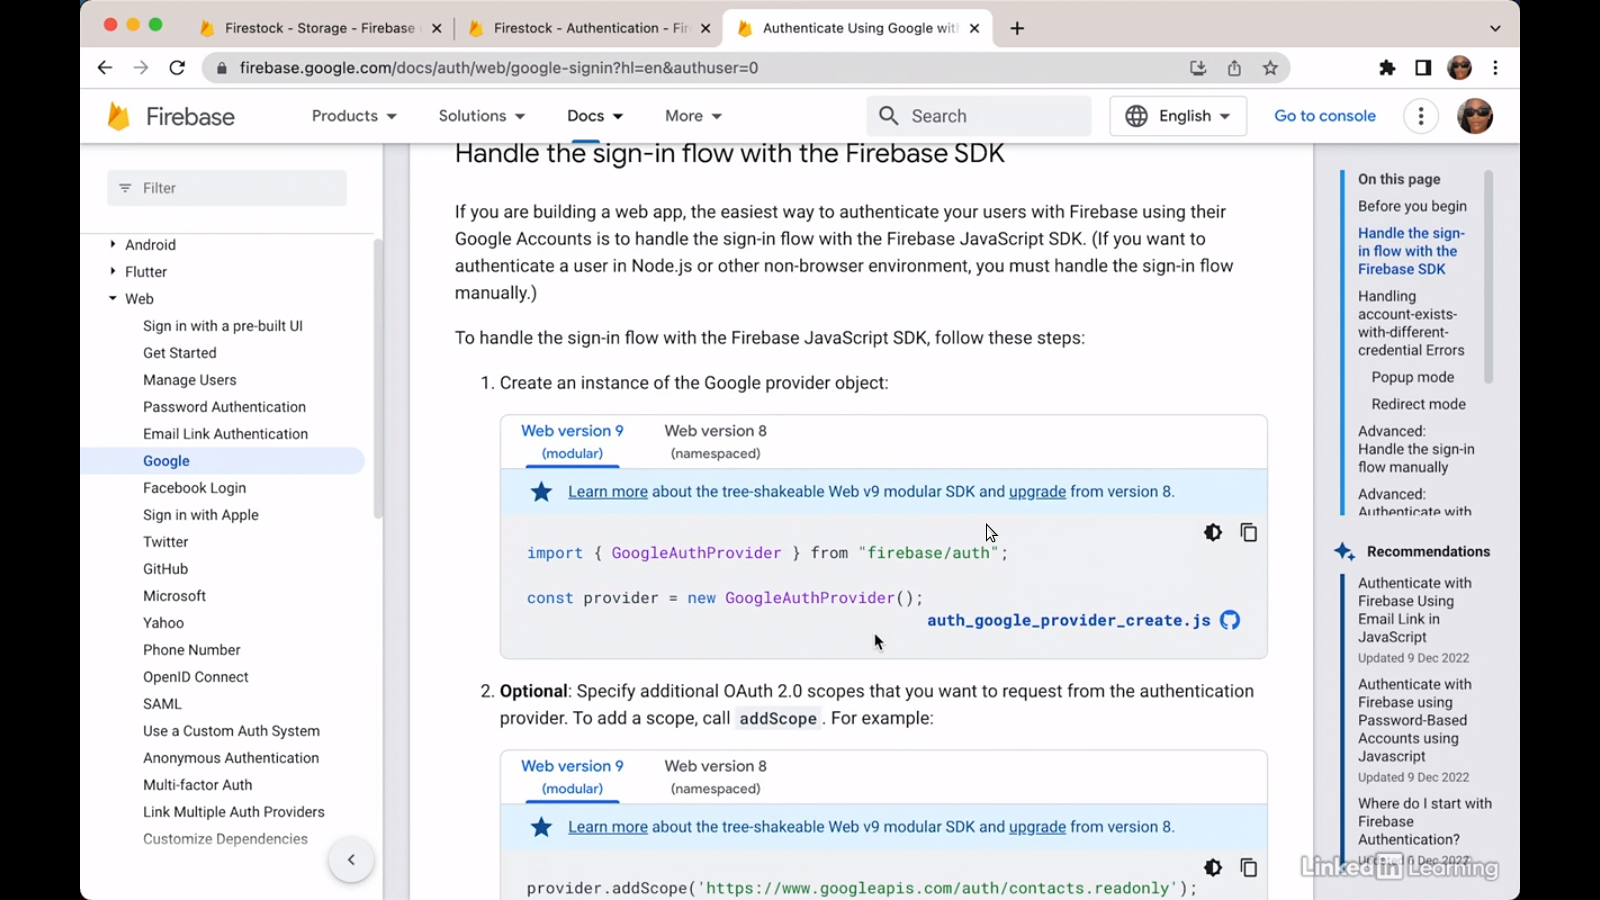 Firestock - Storage - Firebase
Firestock - Authentication - Fir
Authenticate Using Google with
firebase.google.com/docs/auth/web/google-signin?hl=en&authuser=0
Firebase
Products
Solutions
Docs
More
Search
English
Go to console
Filter
Android
Flutter
Web
Sign in with a pre-built UI
Get Started
Manage Users
Password Authentication
Email Link Authentication
Google
Facebook Login
Sign in with Apple
Twitter
GitHub
Microsoft
Yahoo
Phone Number
OpenID Connect
SAML
Use a Custom Auth System
Anonymous Authentication
Multi-factor Auth
Link Multiple Auth Providers
Customize Dependencies
Handle the sign-in flow with the Firebase SDK
If you are building a web app, the easiest way to authenticate your users with Firebase using their
Google Accounts is to handle the sign-in flow with the Firebase JavaScript SDK. (If you want to
authenticate a user in Node.js or other non-browser environment, you must handle the sign-in flow
manually.)
To handle the sign-in flow with the Firebase JavaScript SDK, follow these steps:
1. Create an instance of the Google provider object:
Web version 9
(modular)
Web version 8
(namespaced)
Learn more about the tree-shakeable Web v9 modular SDK and upgrade from version 8.
import { GoogleAuthProvider } from "firebase/auth";
const provider = new GoogleAuthProvider();
auth_google_provider_create.js
2. Optional: Specify additional OAuth 2.0 scopes that you want to request from the authentication
provider. To add a scope, call addScope. For example:
Web version 9
(modular)
Web version 8
(namespaced)
Learn more about the tree-shakeable Web v9 modular SDK and upgrade from version 8.
provider.addScope('https://www.googleapis.com/auth/contacts.readonly');
On this page
Before you begin
Handle the sign-
in flow with the
Firebase SDK
Handling
account-exists-
with-different-
credential Errors
Popup mode
Redirect mode
Advanced:
Handle the sign-in
flow manually
Advanced:
Authenticate with
Recommendations
Authenticate with
Firebase Using
Email Link in
JavaScript
Updated 9 Dec 2022
Authenticate with
Firebase using
Password-Based
Accounts using
Javascript
Updated 9 Dec 2022
Where do I start with
Firebase
Authentication?
Updated 6 Dec 2022
LinkedIn Learning